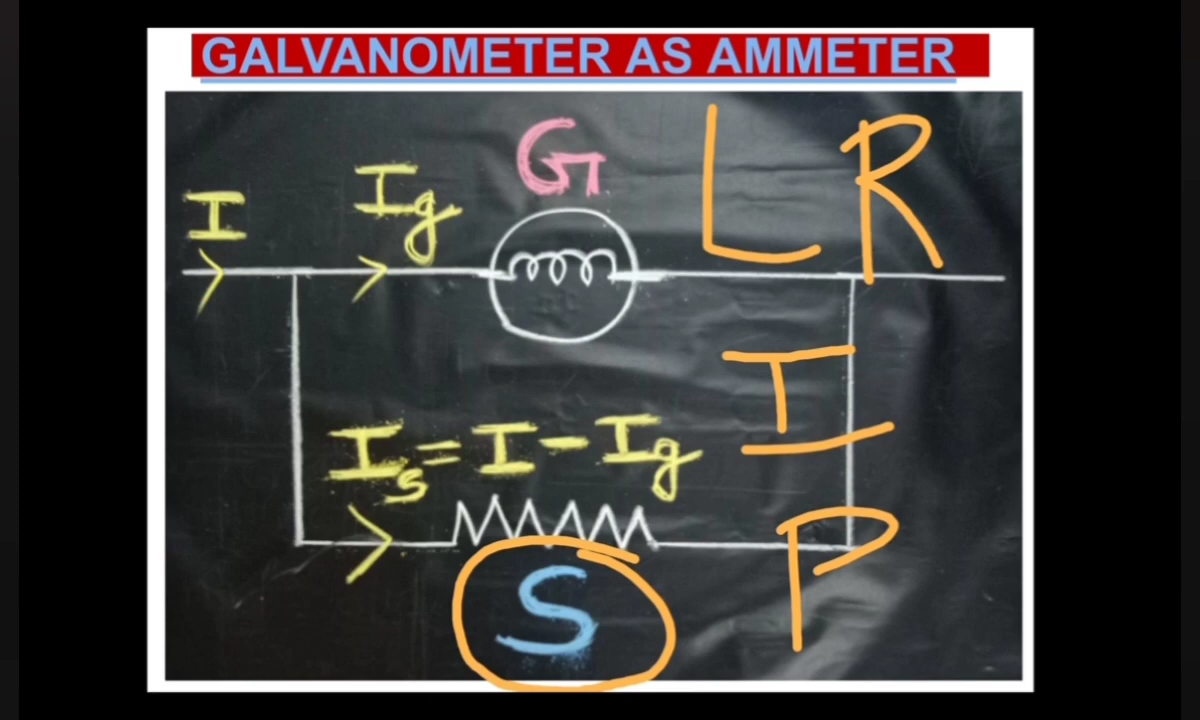 GALVANOMETER AS AMMETER
G
L R
I
Ig
I
Is = I - Ig
P
S